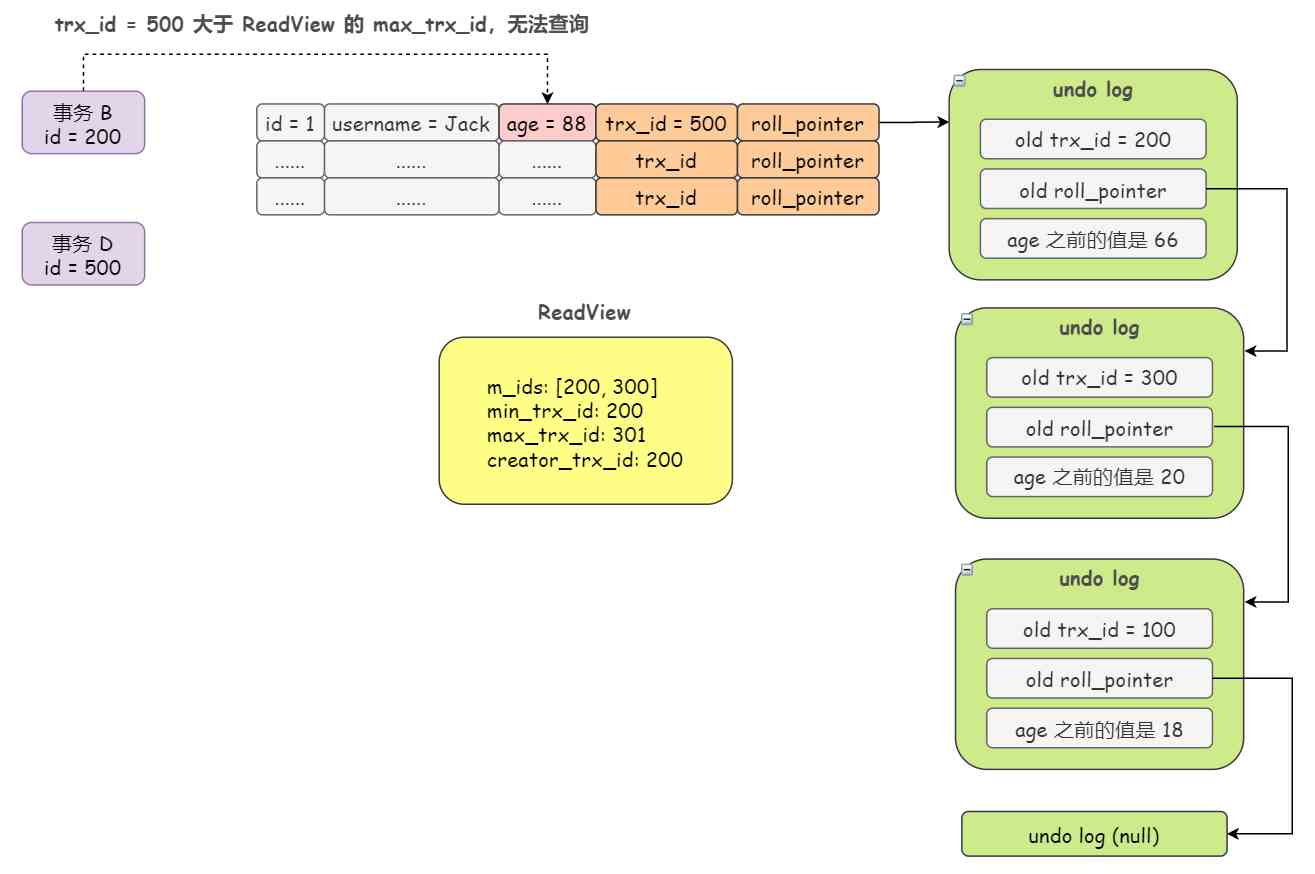 trx_id = 500 大于 ReadView 的 max_trx_id，无法查询
事务 B
id = 200
事务 D
id = 500
id = 1 username = Jack age = 88 trx_id = 500 roll_pointer
...... ...... ...... trx_id roll_pointer
...... ...... ...... trx_id roll_pointer
ReadView
m_ids: [200, 300]
min_trx_id: 200
max_trx_id: 301
creator_trx_id: 200
undo log
old trx_id = 200
old roll_pointer
age 之前的值是 66
undo log
old trx_id = 300
old roll_pointer
age 之前的值是 20
undo log
old trx_id = 100
old roll_pointer
age 之前的值是 18
undo log (null)